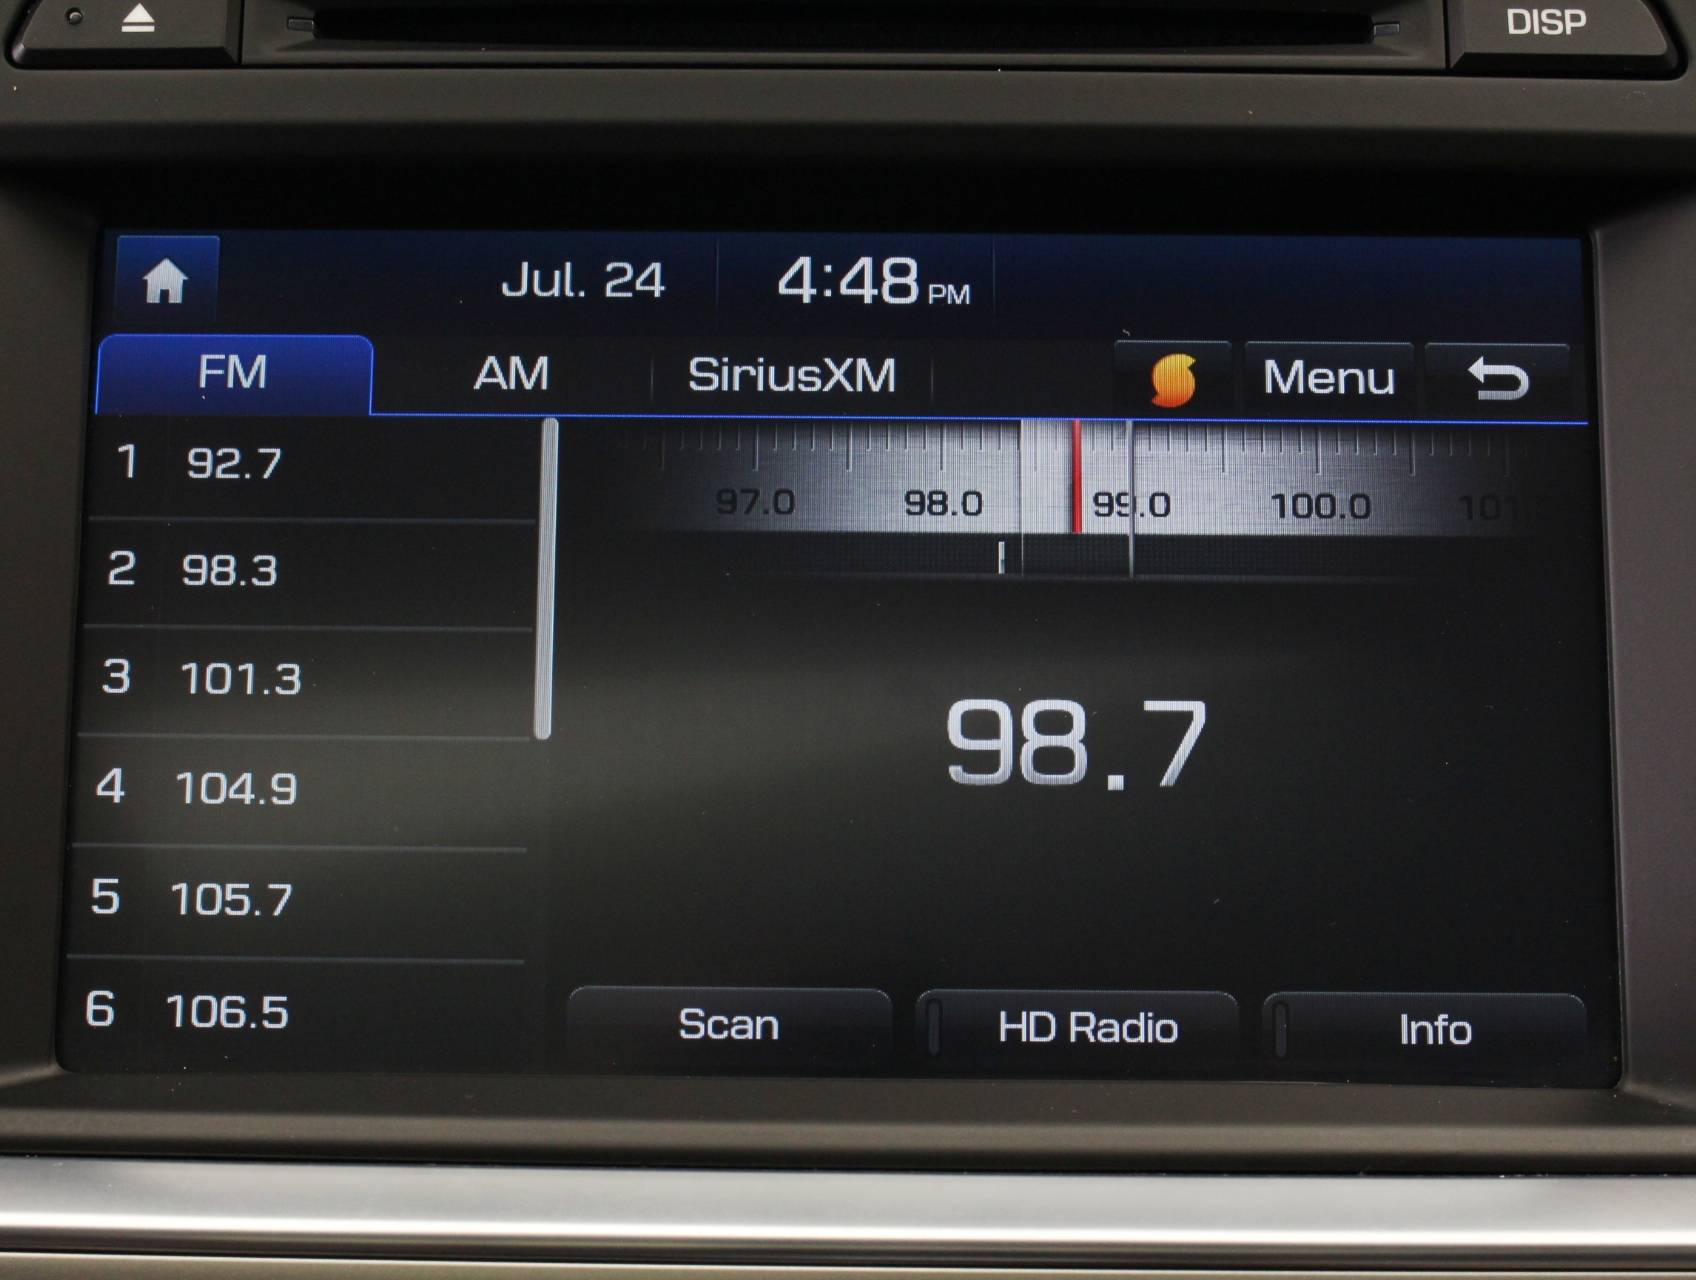 DISP
Jul. 24 4:48 PM
FM AM SiriusXM Menu
97.0 98.0 99.0 100.0 101
1 92.7
2 98.3
3 101.3
4 104.9
5 105.7
6 106.5
98.7
Scan HD Radio Info